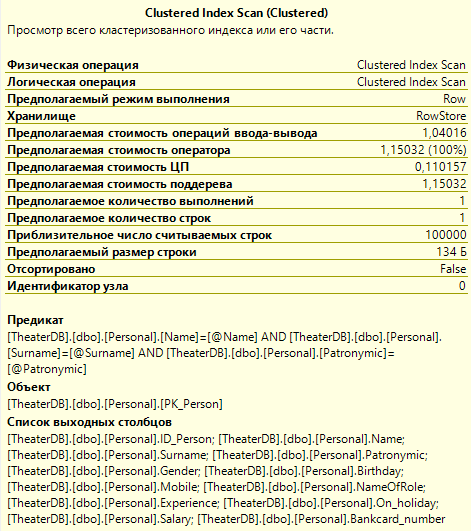 Clustered Index Scan (Clustered)
Просмотр всего кластеризованного индекса или его части.
Физическая операция Clustered Index Scan
Логическая операция Clustered Index Scan
Предполагаемый режим выполнения Row
Хранилище RowStore
Предполагаемая стоимость операций ввода-вывода 1,04016
Предполагаемая стоимость оператора 1,15032 (100%)
Предполагаемая стоимость ЦП 0,110157
Предполагаемая стоимость поддерева 1,15032
Предполагаемое количество выполнений 1
Предполагаемое количество строк 1
Приблизительное число считываемых строк 100000
Предполагаемый размер строки 134 Б
Отсортировано False
Идентификатор узла 0
Предикат
[TheaterDB].[dbo].[Personal].[Name]=[@Name] AND [TheaterDB].[dbo].[Personal].
[Surname]=[@Surname] AND [TheaterDB].[dbo].[Personal].[Patronymic]=
[@Patronymic]
Объект
[TheaterDB].[dbo].[Personal].[PK_Person]
Список выходных столбцов
[TheaterDB].[dbo].[Personal].ID_Person; [TheaterDB].[dbo].[Personal].Name;
[TheaterDB].[dbo].[Personal].Surname; [TheaterDB].[dbo].[Personal].Patronymic;
[TheaterDB].[dbo].[Personal].Gender; [TheaterDB].[dbo].[Personal].Birthday;
[TheaterDB].[dbo].[Personal].Mobile; [TheaterDB].[dbo].[Personal].NameOfRole;
[TheaterDB].[dbo].[Personal].Experience; [TheaterDB].[dbo].[Personal].On_holiday;
[TheaterDB].[dbo].[Personal].Salary; [TheaterDB].[dbo].[Personal].Bankcard_number